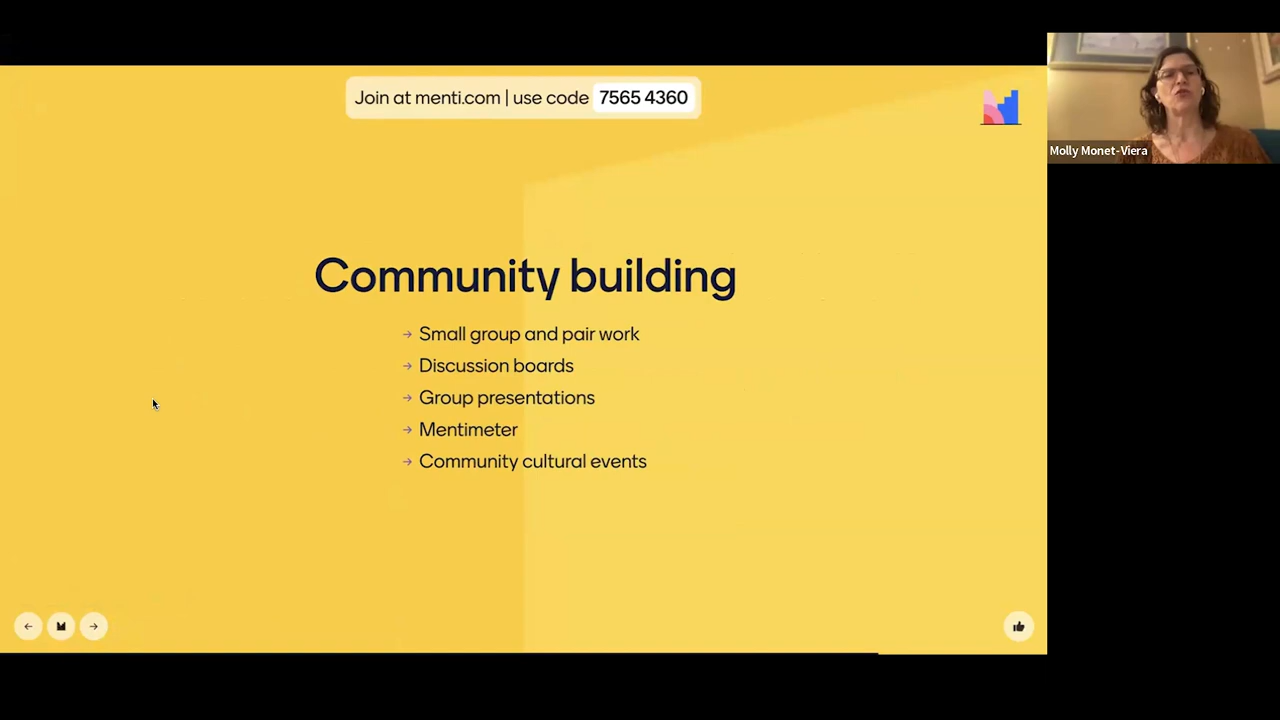 Join at menti.com | use code 7565 4360
Molly Monet-Viera
Community building
→ Small group and pair work
→ Discussion boards
→ Group presentations
→ Mentimeter
→ Community cultural events